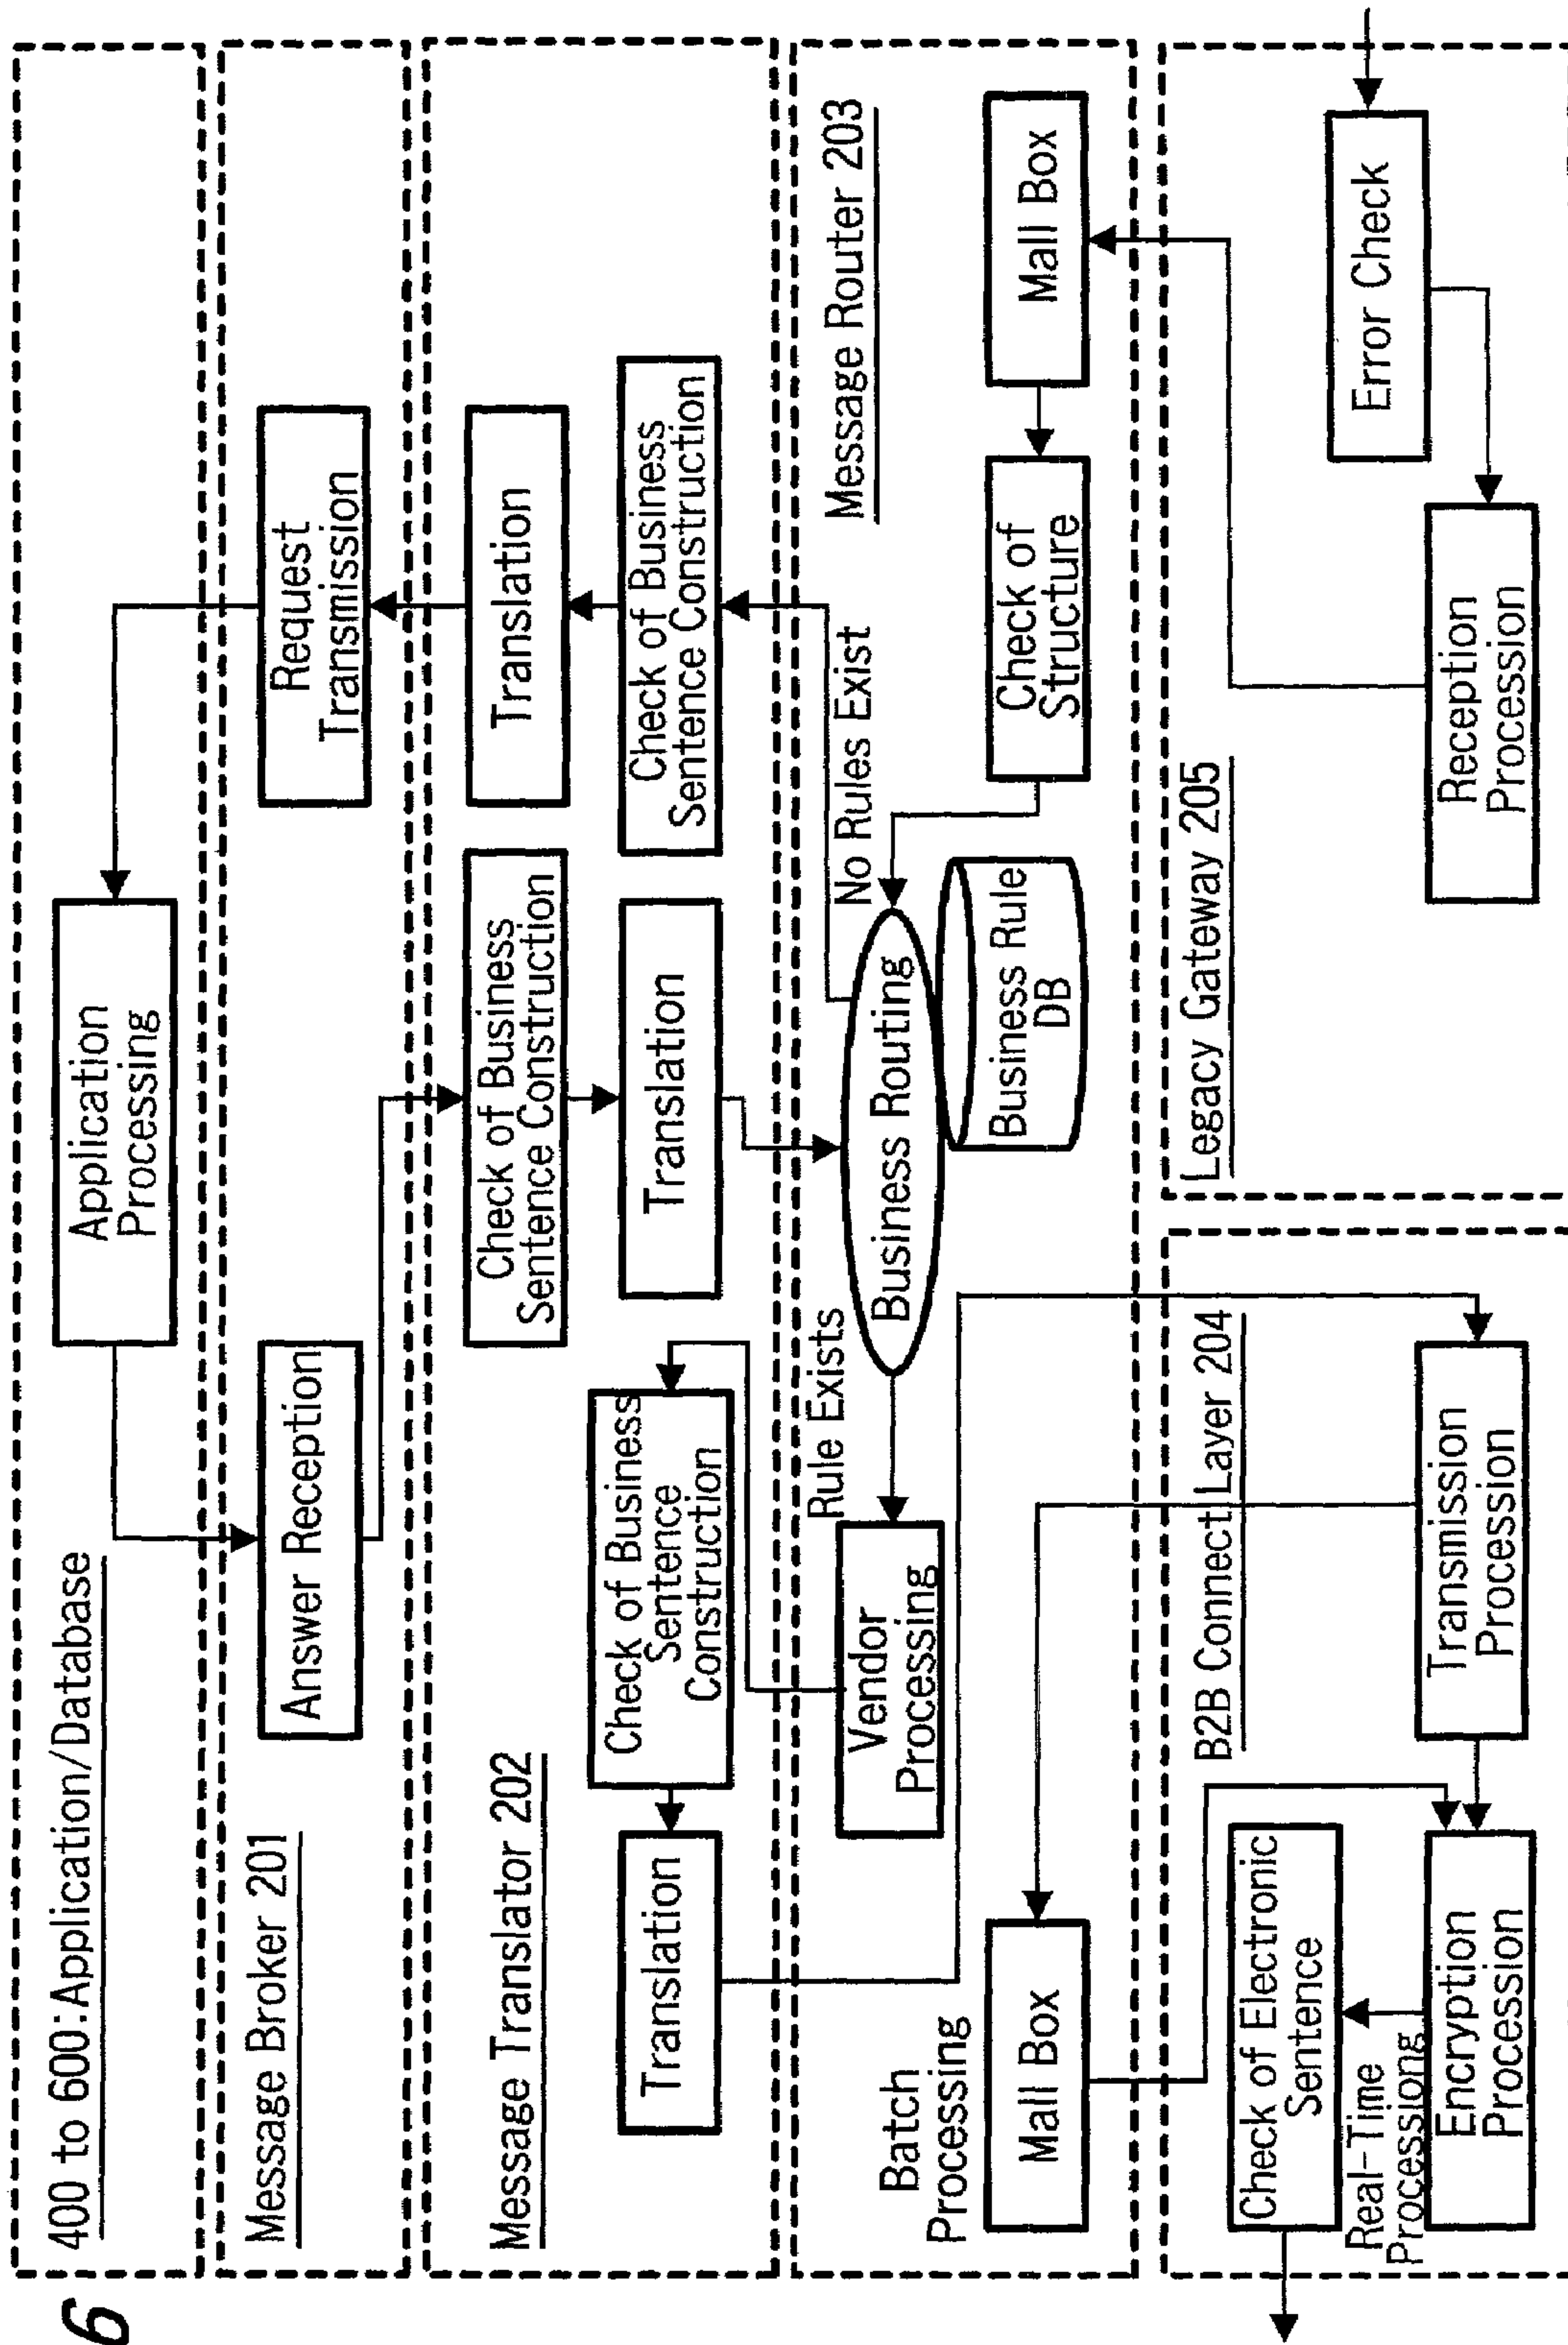 6
400 to 600:Application/Database
Application
Processing
Message Broker 201
Answer Reception
Request
Transmission
Message Translator 202
Check of Business
Sentence Construction
Translation
Translation
Check of Business
Sentence
Construction
Translation
Check of Business
Sentence Construction
Message Router 203
Rule Exists
No Rules Exist
Vendor
Processing
Business Routing
Business Rule
DB
Batch
Processing
Mall Box
Check of
Structure
Mall Box
B2B Connect Layer 204
Check of Electronic
Sentence
Real-Time
Processiong
Encryption
Procession
Transmission
Procession
Legacy Gateway 205
Error Check
Reception
Procession